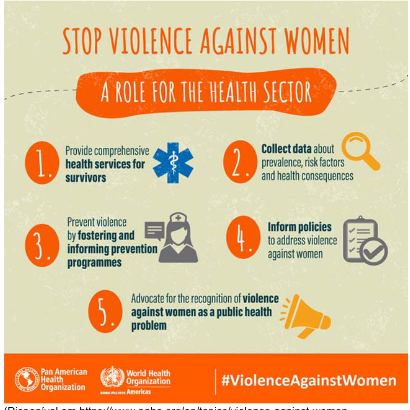 STOP VIOLENCE AGAINST WOMEN
A ROLE FOR THE HEALTH SECTOR
1. Provide comprehensive
health services for
survivors
2. Collect data about
prevalence, risk factors
and health consequences
3. Prevent violence
by fostering and
informing prevention
programmes
4. Inform policies
to address violence
against women
5. Advocate for the recognition of violence
against women as a public health
problem
Pan American
Health
Organization
World Health
Organization
Americas
#ViolenceAgainstWomen